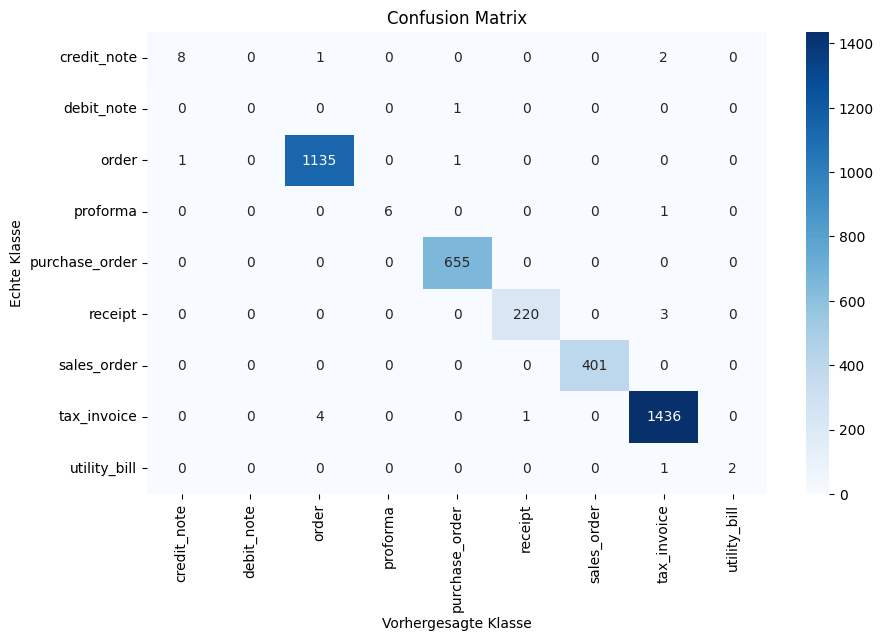 Confusion Matrix
credit_note 8 0 1 0 0 0 0 2 0
debit_note 0 0 0 0 1 0 0 0 0
order 1 0 1135 0 1 0 0 0 0
proforma 0 0 0 6 0 0 0 1 0
purchase_order 0 0 0 0 655 0 0 0 0
receipt 0 0 0 0 0 220 0 3 0
sales_order 0 0 0 0 0 0 401 0 0
tax_invoice 0 0 4 0 0 1 0 1436 0
utility_bill 0 0 0 0 0 0 0 1 2
Echte Klasse
credit_note
debit_note
order
proforma
purchase_order
receipt
sales_order
tax_invoice
utility_bill
Vorhergesagte Klasse
1400
1200
1000
800
600
400
200
0